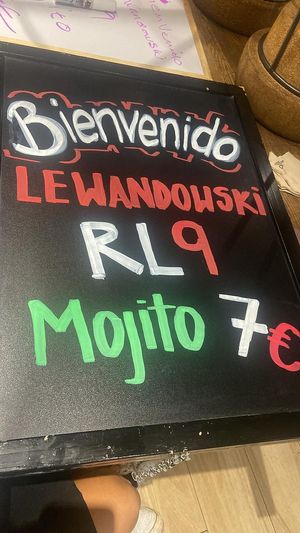 Bienvenido
LEWANDOWSKI
RL9
Mojito 7€